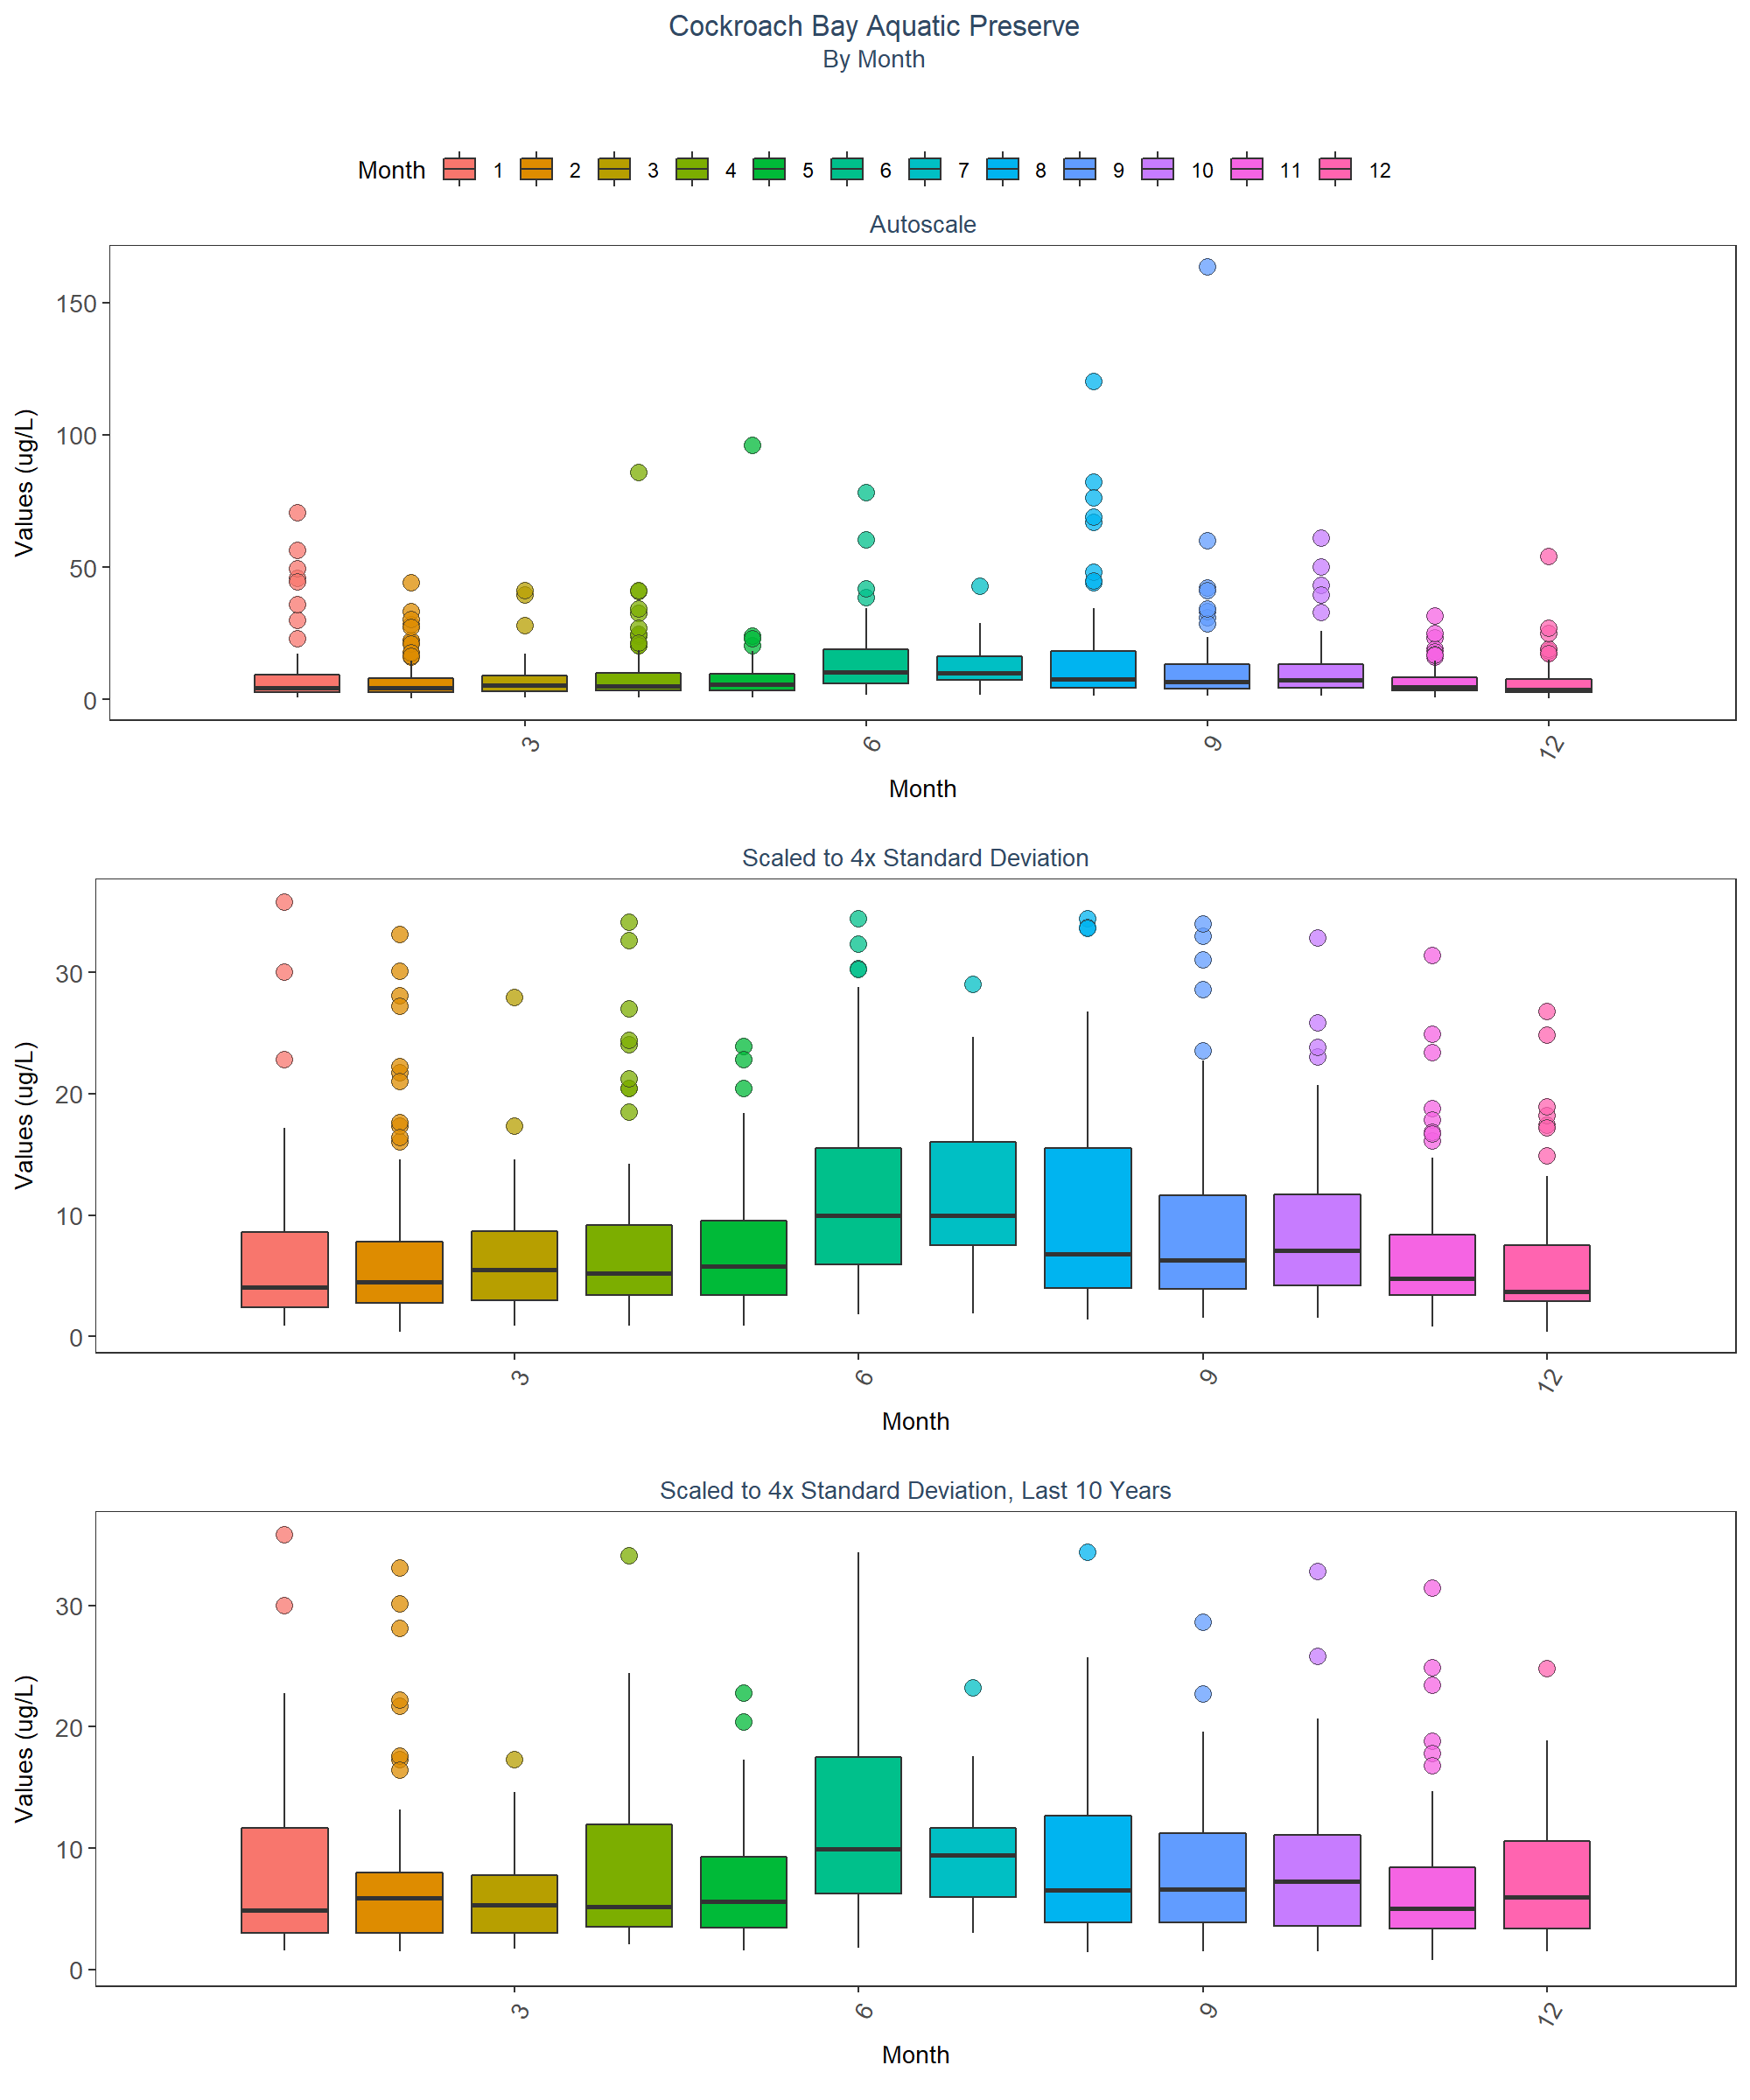 Cockroach Bay Aquatic Preserve
By Month
Month 1 2 3 4 5 6 7 8 9 10 11 12
Autoscale
Values (ug/L)
150
100
50
0
3 6 9 12
Month
Scaled to 4x Standard Deviation
Values (ug/L)
30
20
10
0
3 6 9 12
Month
Scaled to 4x Standard Deviation, Last 10 Years
Values (ug/L)
30
20
10
0
3 6 9 12
Month